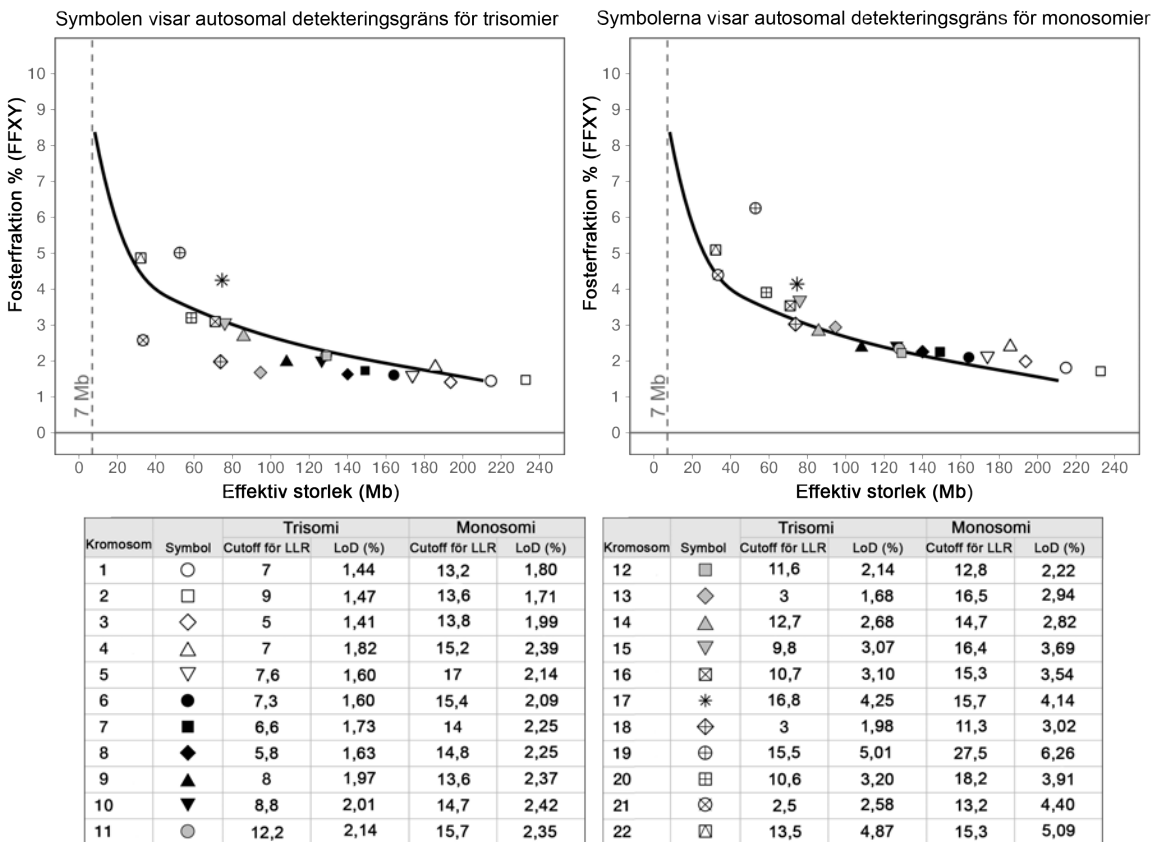 Symbolen visar autosomal detekteringsgräns för trisomier
Fosterfraktion % (FFXY)
10
9
8
7
6
5
4
3
2
1
0
7 Mb
0 20 40 60 80 100 120 140 160 180 200 220 240
Effektiv storlek (Mb)
Symbolerna visar autosomal detekteringsgräns för monosomier
Fosterfraktion % (FFXY)
10
9
8
7
6
5
4
3
2
1
0
7 Mb
0 20 40 60 80 100 120 140 160 180 200 220 240
Effektiv storlek (Mb)
Trisomi Monosomi
Kromosom Symbol Cutoff för LLR LoD (%) Cutoff för LLR LoD (%)
1 7 1,44 13,2 1,80
2 9 1,47 13,6 1,71
3 5 1,41 13,8 1,99
4 7 1,82 15,2 2,39
5 7,6 1,60 17 2,14
6 7,3 1,60 15,4 2,09
7 6,6 1,73 14 2,25
8 5,8 1,63 14,8 2,25
9 8 1,97 13,6 2,37
10 8,8 2,01 14,7 2,42
11 12,2 2,14 15,7 2,35
Trisomi Monosomi
Kromosom Symbol Cutoff för LLR LoD (%) Cutoff för LLR LoD (%)
12 11,6 2,14 12,8 2,22
13 3 1,68 16,5 2,94
14 12,7 2,68 14,7 2,82
15 9,8 3,07 16,4 3,69
16 10,7 3,10 15,3 3,54
17 16,8 4,25 15,7 4,14
18 3 1,98 11,3 3,02
19 15,5 5,01 27,5 6,26
20 10,6 3,20 18,2 3,91
21 2,5 2,58 13,2 4,40
22 13,5 4,87 15,3 5,09